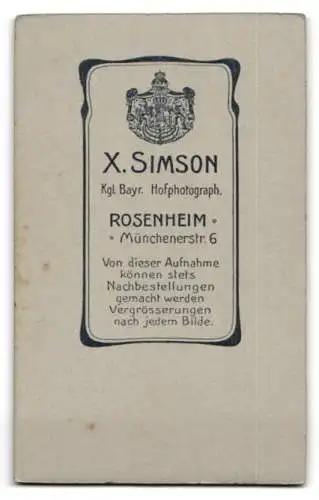 X. SIMSON
Kgl. Bayr. Hofphotograph.
ROSENHEIM
Münchenerstr. 6
Von dieser Aufnahme
können stets
Nachbestellungen
gemacht werden
Vergrösserungen
nach jedem Bilde.